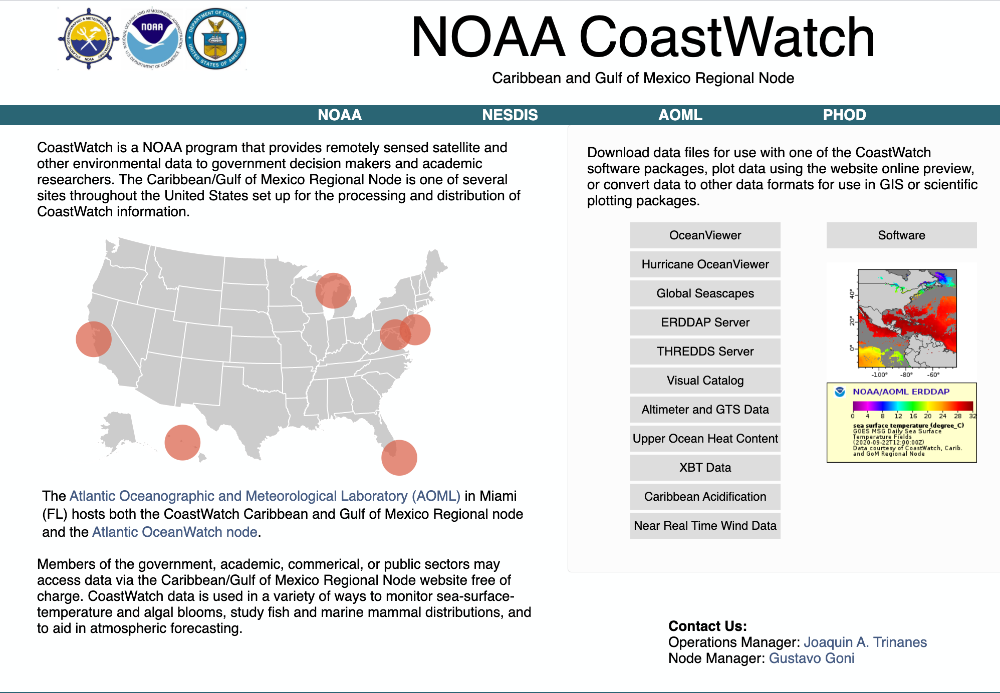 ATLANTIC OCEANOGRAPHIC & METEOROLOGICAL LABORATORY
NOAA
NATIONAL OCEANIC AND ATMOSPHERIC ADMINISTRATION
NOAA
U.S. DEPARTMENT OF COMMERCE
DEPARTMENT OF COMMERCE
UNITED STATES OF AMERICA
NOAA CoastWatch
Caribbean and Gulf of Mexico Regional Node
NOAA NESDIS AOML PHOD
CoastWatch is a NOAA program that provides remotely sensed satellite and
other environmental data to government decision makers and academic
researchers. The Caribbean/Gulf of Mexico Regional Node is one of several
sites throughout the United States set up for the processing and distribution of
CoastWatch information.
The Atlantic Oceanographic and Meteorological Laboratory (AOML) in Miami
(FL) hosts both the CoastWatch Caribbean and Gulf of Mexico Regional node
and the Atlantic OceanWatch node.
Members of the government, academic, commerical, or public sectors may
access data via the Caribbean/Gulf of Mexico Regional Node website free of
charge. CoastWatch data is used in a variety of ways to monitor sea-surface-
temperature and algal blooms, study fish and marine mammal distributions, and
to aid in atmospheric forecasting.
Download data files for use with one of the CoastWatch
software packages, plot data using the website online preview,
or convert data to other data formats for use in GIS or scientific
plotting packages.
OceanViewer
Hurricane OceanViewer
Global Seascapes
ERDDAP Server
THREDDS Server
Visual Catalog
Altimeter and GTS Data
Upper Ocean Heat Content
XBT Data
Caribbean Acidification
Near Real Time Wind Data
Software
40°
20°
0°
-100° -80° -60°
NOAA/AOML ERDDAP
0 4 8 12 16 20 24 28 32
sea surface temperature (degree_C)
GOES MSG Daily Sea Surface
Temperature Fields
(2020-09-22T12:00:00Z)
Data courtesy of CoastWatch, Carib.
and GoM Regional Node
Contact Us:
Operations Manager: Joaquin A. Trinanes
Node Manager: Gustavo Goni